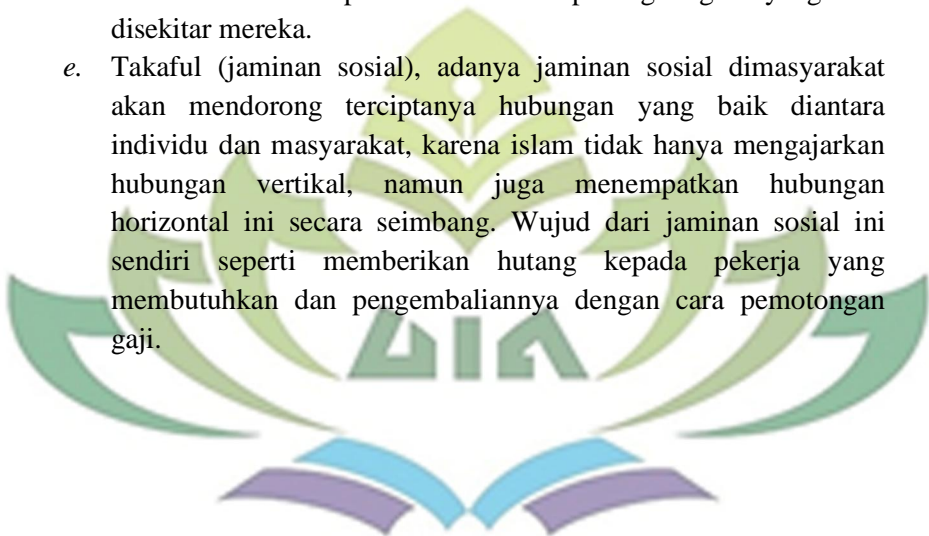 disekitar mereka.
e. Takaful (jaminan sosial), adanya jaminan sosial dimasyarakat
akan mendorong terciptanya hubungan yang baik diantara
individu dan masyarakat, karena islam tidak hanya mengajarkan
hubungan vertikal, namun juga menempatkan hubungan
horizontal ini secara seimbang. Wujud dari jaminan sosial ini
sendiri seperti memberikan hutang kepada pekerja yang
membutuhkan dan pengembaliannya dengan cara pemotongan
gaji.
UIN